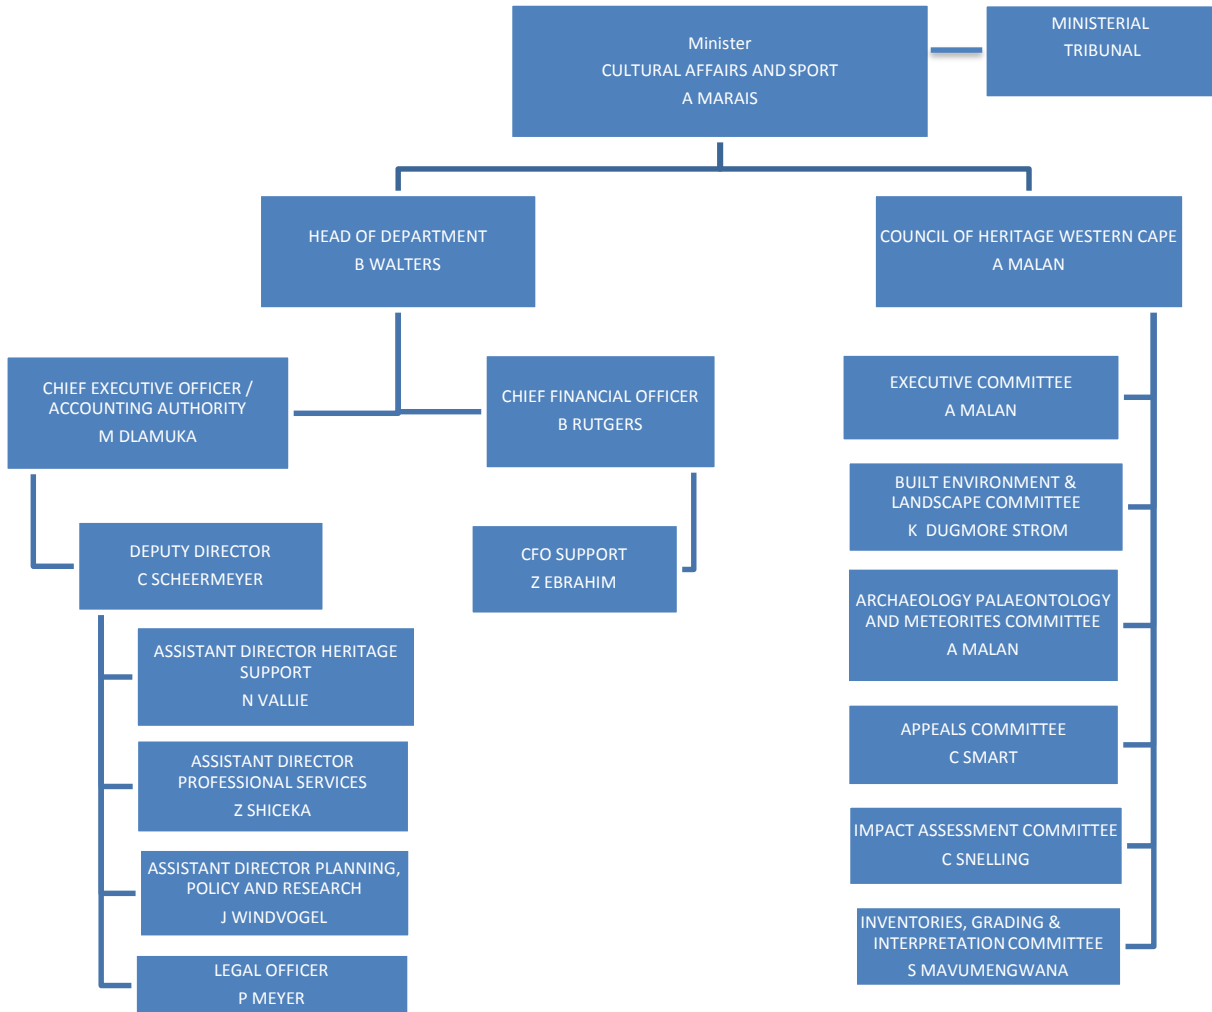 Minister
CULTURAL AFFAIRS AND SPORT
A MARAIS
MINISTERIAL
TRIBUNAL
HEAD OF DEPARTMENT
B WALTERS
COUNCIL OF HERITAGE WESTERN CAPE
A MALAN
CHIEF EXECUTIVE OFFICER /
ACCOUNTING AUTHORITY
M DLAMUKA
CHIEF FINANCIAL OFFICER
B RUTGERS
DEPUTY DIRECTOR
C SCHEERMEYER
CFO SUPPORT
Z EBRAHIM
ASSISTANT DIRECTOR HERITAGE
SUPPORT
N VALLIE
ASSISTANT DIRECTOR
PROFESSIONAL SERVICES
Z SHICEKA
ASSISTANT DIRECTOR PLANNING,
POLICY AND RESEARCH
J WINDVOGEL
LEGAL OFFICER
P MEYER
EXECUTIVE COMMITTEE
A MALAN
BUILT ENVIRONMENT &
LANDSCAPE COMMITTEE
K DUGMORE STROM
ARCHAEOLOGY PALAEONTOLOGY
AND METEORITES COMMITTEE
A MALAN
APPEALS COMMITTEE
C SMART
IMPACT ASSESSMENT COMMITTEE
C SNELLING
INVENTORIES, GRADING &
INTERPRETATION COMMITTEE
S MAVUMENGWANA